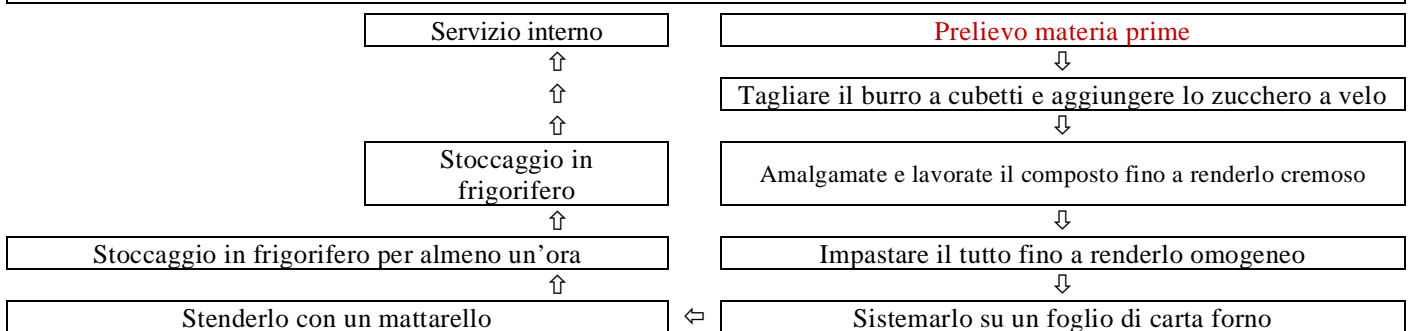 Servizio interno
Prelievo materia prime
⇧
⇩
⇧
Tagliare il burro a cubetti e aggiungere lo zucchero a velo
⇧
⇩
Stoccaggio in
frigorifero
Amalgamate e lavorate il composto fino a renderlo cremoso
⇧
⇩
Stoccaggio in frigorifero per almeno un’ora
Impastare il tutto fino a renderlo omogeneo
⇧
⇩
Stenderlo con un mattarello
⇦
Sistemarlo su un foglio di carta forno